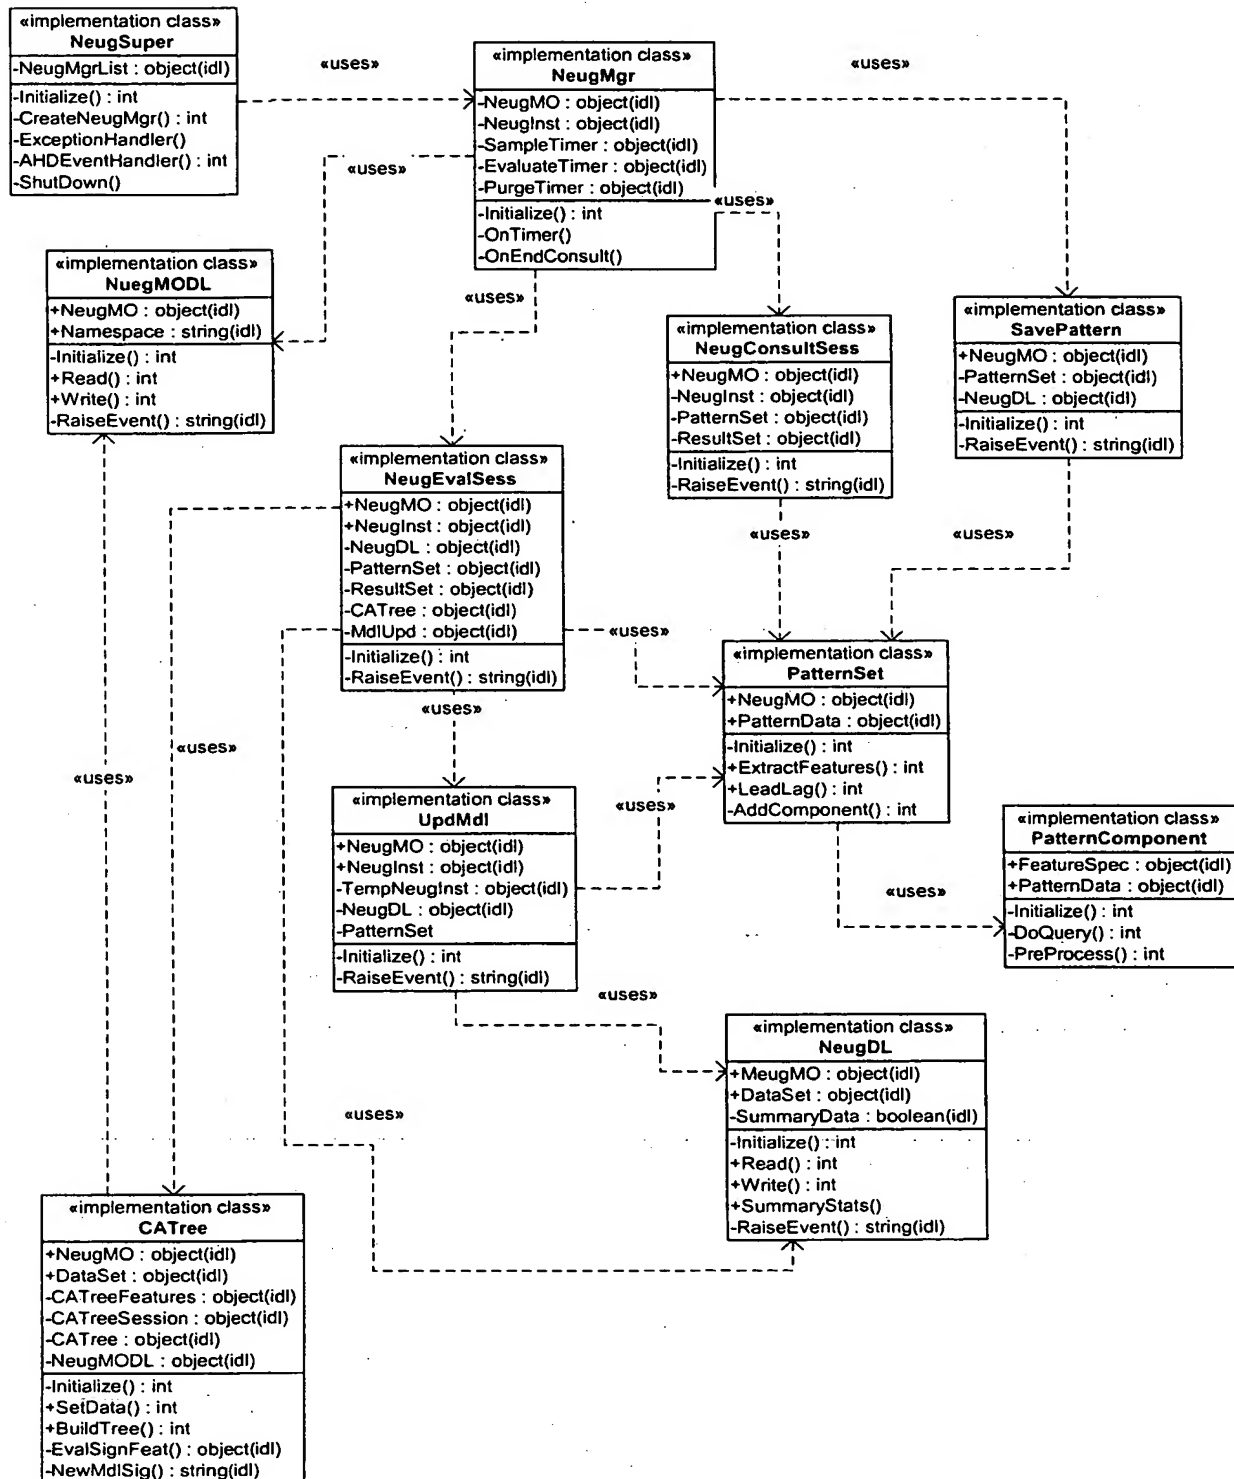 «implementation class»
NeugSuper
-NeugMgrList : object(idl)
-Initialize() : int
-CreateNeugMgr() : int
-ExceptionHandler()
-AHDEventHandler() : int
-ShutDown()
«uses»
«implementation class»
NeugMgr
-NeugMO : object(idl)
-NeugInst : object(idl)
-SampleTimer : object(idl)
-EvaluateTimer : object(idl)
-PurgeTimer : object(idl)
-Initialize() : int
-OnTimer()
-OnEndConsult()
«uses»
«uses»
«uses»
«uses»
«implementation class»
NuegMODL
+NeugMO : object(idl)
+Namespace : string(idl)
-Initialize() : int
+Read() : int
+Write() : int
-RaiseEvent() : string(idl)
«implementation class»
NeugConsultSess
+NeugMO : object(idl)
-NeugInst : object(idl)
-PatternSet : object(idl)
-ResultSet : object(idl)
-Initialize() : int
-RaiseEvent() : string(idl)
«implementation class»
SavePattern
+NeugMO : object(idl)
-PatternSet : object(idl)
-NeugDL : object(idl)
-Initialize() : int
-RaiseEvent() : string(idl)
«implementation class»
NeugEvalSess
+NeugMO : object(idl)
+NeugInst : object(idl)
-NeugDL : object(idl)
-PatternSet : object(idl)
-ResultSet : object(idl)
-CATree : object(idl)
-MdlUpd : object(idl)
-Initialize() : int
-RaiseEvent() : string(idl)
«uses»
«uses»
«uses»
«uses»
«uses»
«uses»
«implementation class»
PatternSet
+NeugMO : object(idl)
+PatternData : object(idl)
-Initialize() : int
+ExtractFeatures() : int
+LeadLag() : int
-AddComponent() : int
«implementation class»
UpdMdl
+NeugMO : object(idl)
+NeugInst : object(idl)
-TempNeugInst : object(idl)
-NeugDL : object(idl)
-PatternSet
-Initialize() : int
-RaiseEvent() : string(idl)
«uses»
«uses»
«implementation class»
PatternComponent
+FeatureSpec : object(idl)
+PatternData : object(idl)
-Initialize() : int
-DoQuery() : int
-PreProcess() : int
«uses»
«uses»
«implementation class»
NeugDL
+MeugMO : object(idl)
+DataSet : object(idl)
-SummaryData : boolean(idl)
-Initialize() : int
+Read() : int
+Write() : int
+SummaryStats()
-RaiseEvent() : string(idl)
«implementation class»
CATree
+NeugMO : object(idl)
+DataSet : object(idl)
-CATreeFeatures : object(idl)
-CATreeSession : object(idl)
-CATree : object(idl)
-NeugMODL : object(idl)
-Initialize() : int
+SetData() : int
+BuildTree() : int
-EvalSignFeat() : object(idl)
-NewMdlSig() : string(idl)